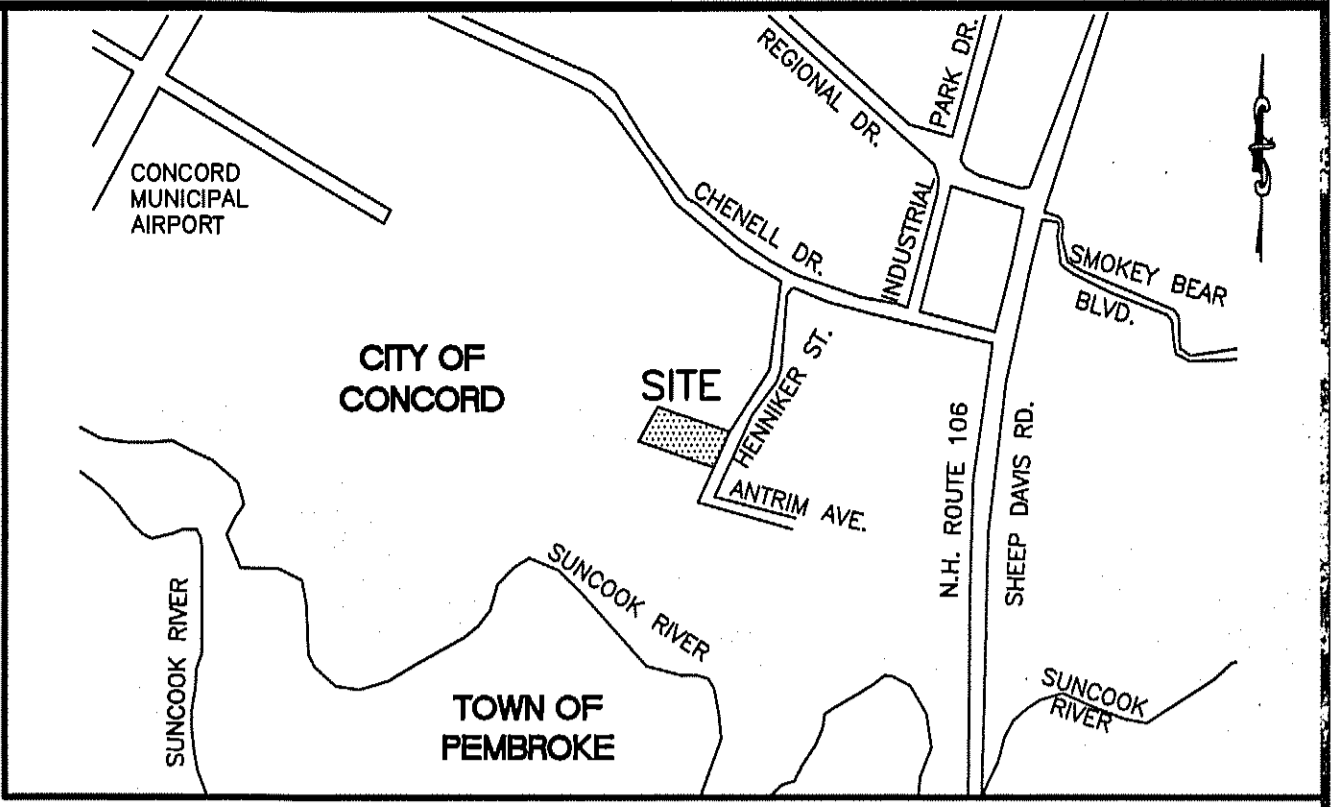 REGIONAL DR.
PARK DR.
CONCORD
MUNICIPAL
AIRPORT
CHENELL DR.
INDUSTRIAL
SMOKEY BEAR
BLVD.
CITY OF
CONCORD
SITE
HENNIKER ST.
ANTRIM AVE.
N.H. ROUTE 106
SHEEP DAVIS RD.
SUNCOOK RIVER
SUNCOOK RIVER
TOWN OF
PEMBROKE
SUNCOOK
RIVER